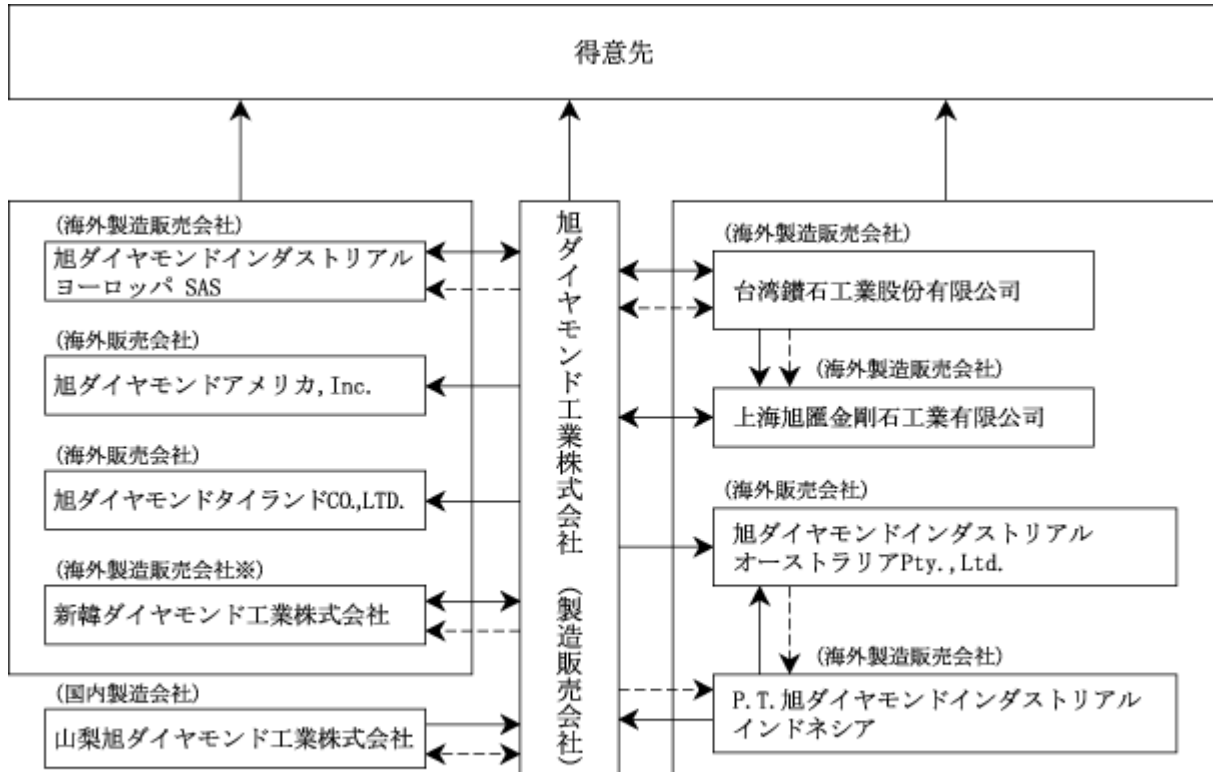 得意先
(海外製造販売会社)
旭ダイヤモンドインダストリアル
ヨーロッパ SAS
(海外販売会社)
旭ダイヤモンドアメリカ,Inc.
(海外販売会社)
旭ダイヤモンドタイランドCO.,LTD.
(海外製造販売会社※)
新韓ダイヤモンド工業株式会社
(国内製造会社)
山梨旭ダイヤモンド工業株式会社
旭ダイヤモンド工業株式会社 (製造販売会社)
(海外製造販売会社)
台湾鑽石工業股份有限公司
(海外製造販売会社)
上海旭匯金剛石工業有限公司
(海外販売会社)
旭ダイヤモンドインダストリアル
オーストラリアPty.,Ltd.
(海外製造販売会社)
P.T.旭ダイヤモンドインダストリアル
インドネシア